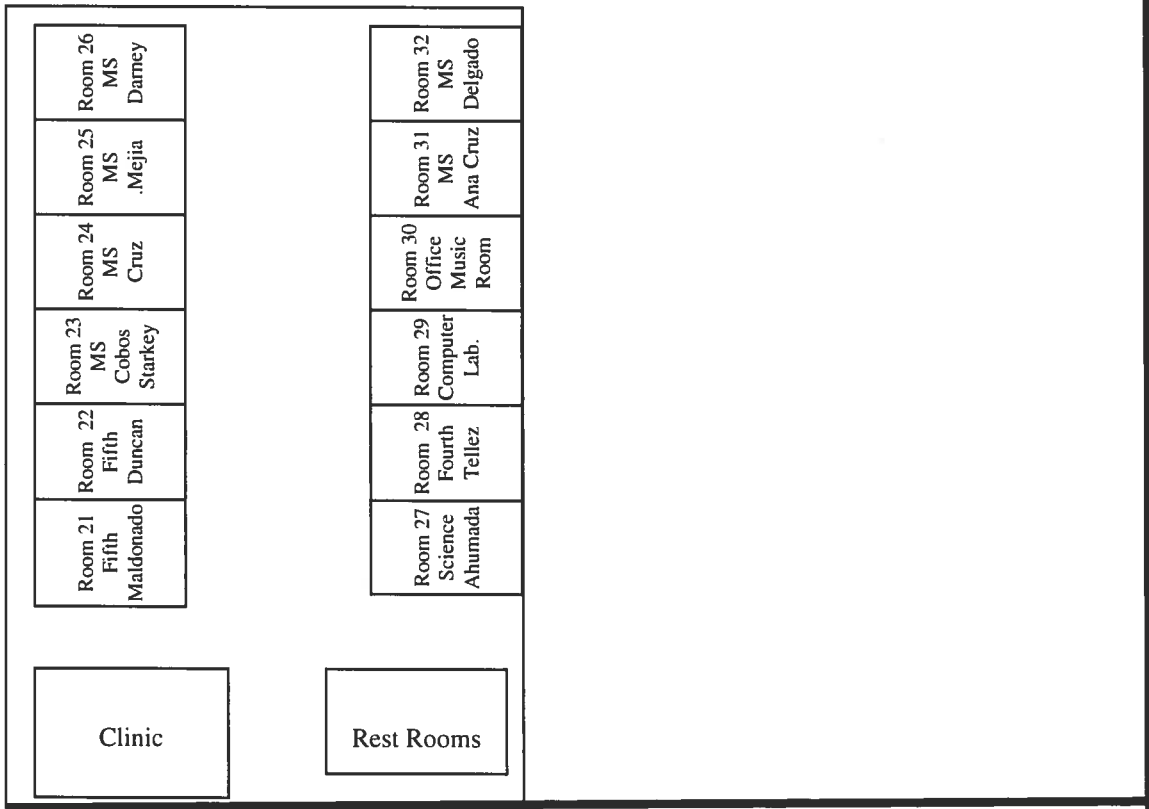 Room 26
MS
Darney
Room 25
MS
.Mejia
Room 24
MS
Cruz
Room 23
MS
Cobos
Starkey
Room 22
Fifth
Duncan
Room 21
Fifth
Maldonado
Room 32
MS
Delgado
Room 31
MS
Ana Cruz
Room 30
Office
Music
Room
Room 29
Computer
Lab.
Room 28
Fourth
Tellez
Room 27
Science
Ahumada
Clinic
Rest Rooms